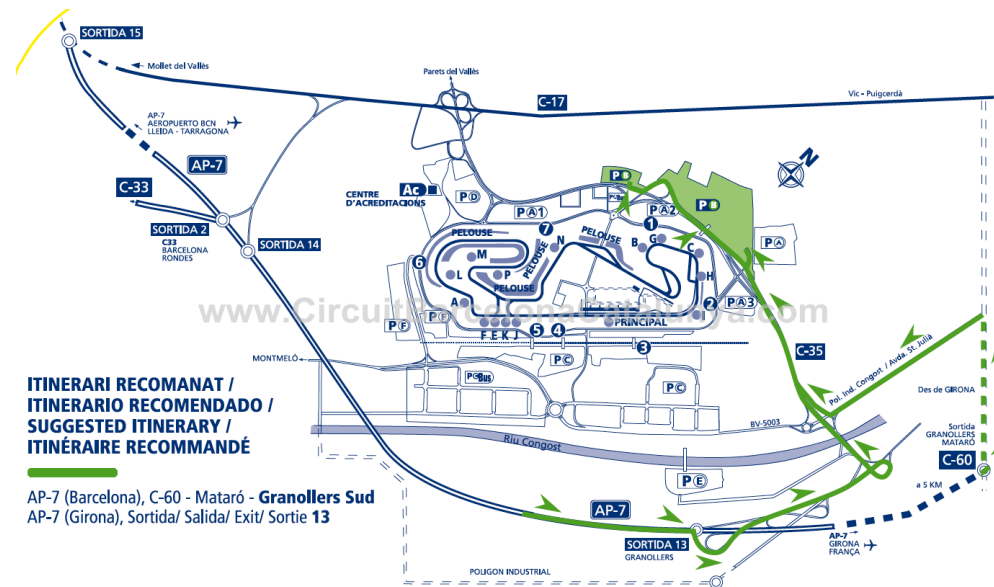 SORTIDA 15
Mollet del Vallès
Parets del Vallès
C-17
Vic - Puigcerdà
AP-7
AEROPUERTO BCN
LLEIDA - TARRAGONA
AP-7
C-33
SORTIDA 2
C33
BARCELONA
RONDES
SORTIDA 14
CENTRE
D'ACREDITACIONS
Ac
P D
P B
P B
P A1
P A2
P A
P A3
N
PELOUSE
7
N
PELOUSE
B
G
1
C
H
6
M
L
P
PELOUSE
PELOUSE
A
2
I
www.CircuitBarcelonaCatalunya.com
P F
P F
F E K J
5
4
PRINCIPAL
3
MONTMELÓ
P Bus
P C
P C
C-35
Pol. Ind. Congost / Avda. St. Julià
Des de GIRONA
Sortida
GRANOLLERS
MATARÓ
C-60
a 5 KM
BV-5003
Riu Congost
P E
ITINERARI RECOMANAT /
ITINERARIO RECOMENDADO /
SUGGESTED ITINERARY /
ITINÉRAIRE RECOMMANDÉ
AP-7 (Barcelona), C-60 - Mataró - Granollers Sud
AP-7 (Girona), Sortida/ Salida/ Exit/ Sortie 13
AP-7
SORTIDA 13
GRANOLLERS
AP-7
GIRONA
FRANÇA
POLIGON INDUSTRIAL